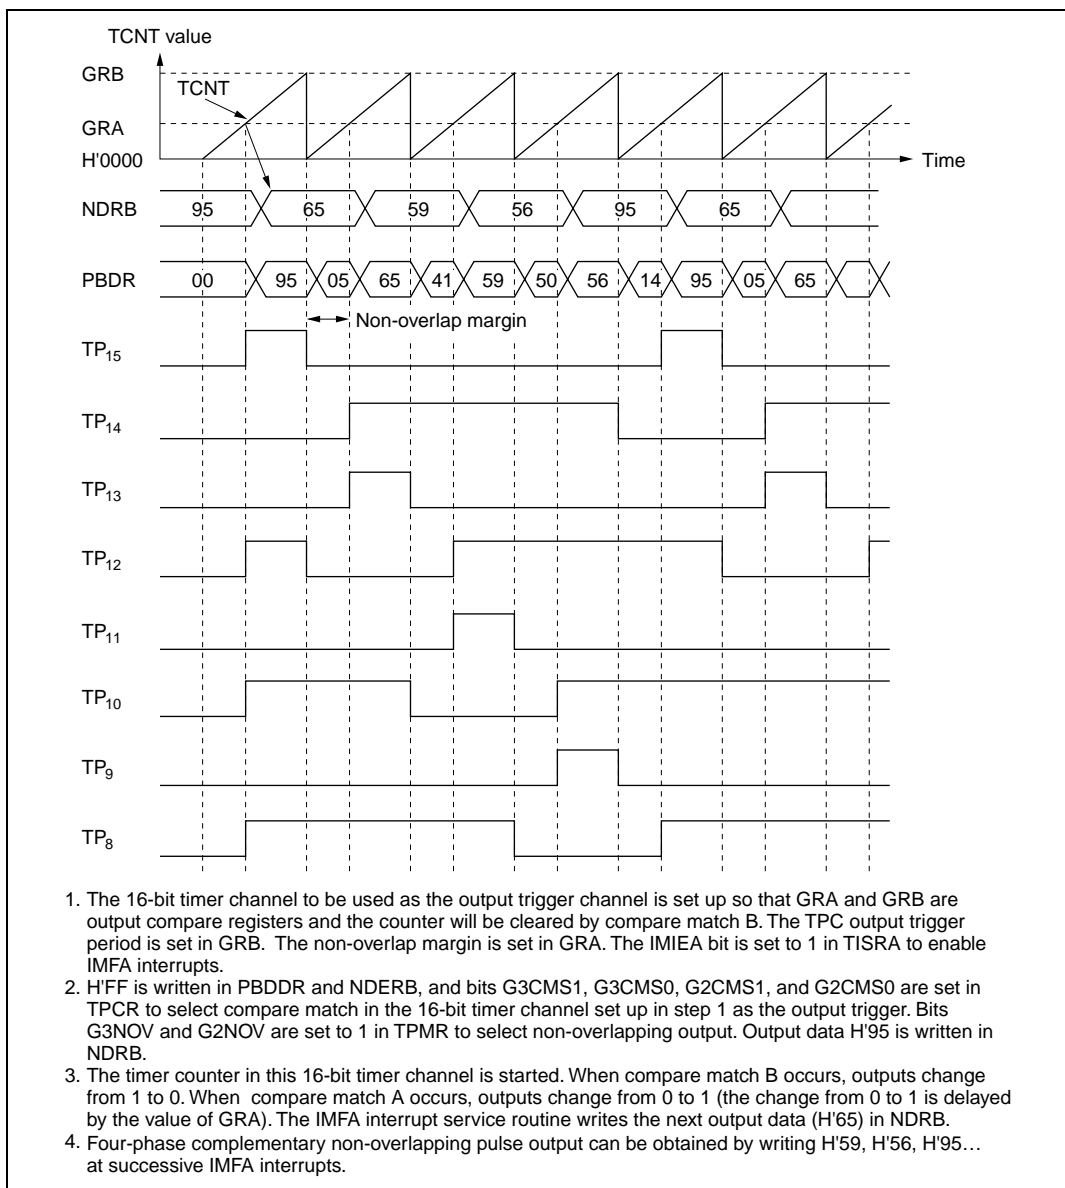 TCNT value
GRB
TCNT
GRA
H'0000
Time
NDRB 95 65 59 56 95 65
PBDR 00 95 05 65 41 59 50 56 14 95 05 65
Non-overlap margin
TP15
TP14
TP13
TP12
TP11
TP10
TP9
TP8
1. The 16-bit timer channel to be used as the output trigger channel is set up so that GRA and GRB are
output compare registers and the counter will be cleared by compare match B. The TPC output trigger
period is set in GRB. The non-overlap margin is set in GRA. The IMIEA bit is set to 1 in TISRA to enable
IMFA interrupts.
2. H'FF is written in PBDDR and NDERB, and bits G3CMS1, G3CMS0, G2CMS1, and G2CMS0 are set in
TPCR to select compare match in the 16-bit timer channel set up in step 1 as the output trigger. Bits
G3NOV and G2NOV are set to 1 in TPMR to select non-overlapping output. Output data H'95 is written in
NDRB.
3. The timer counter in this 16-bit timer channel is started. When compare match B occurs, outputs change
from 1 to 0. When compare match A occurs, outputs change from 0 to 1 (the change from 0 to 1 is delayed
by the value of GRA). The IMFA interrupt service routine writes the next output data (H'65) in NDRB.
4. Four-phase complementary non-overlapping pulse output can be obtained by writing H'59, H'56, H'95…
at successive IMFA interrupts.